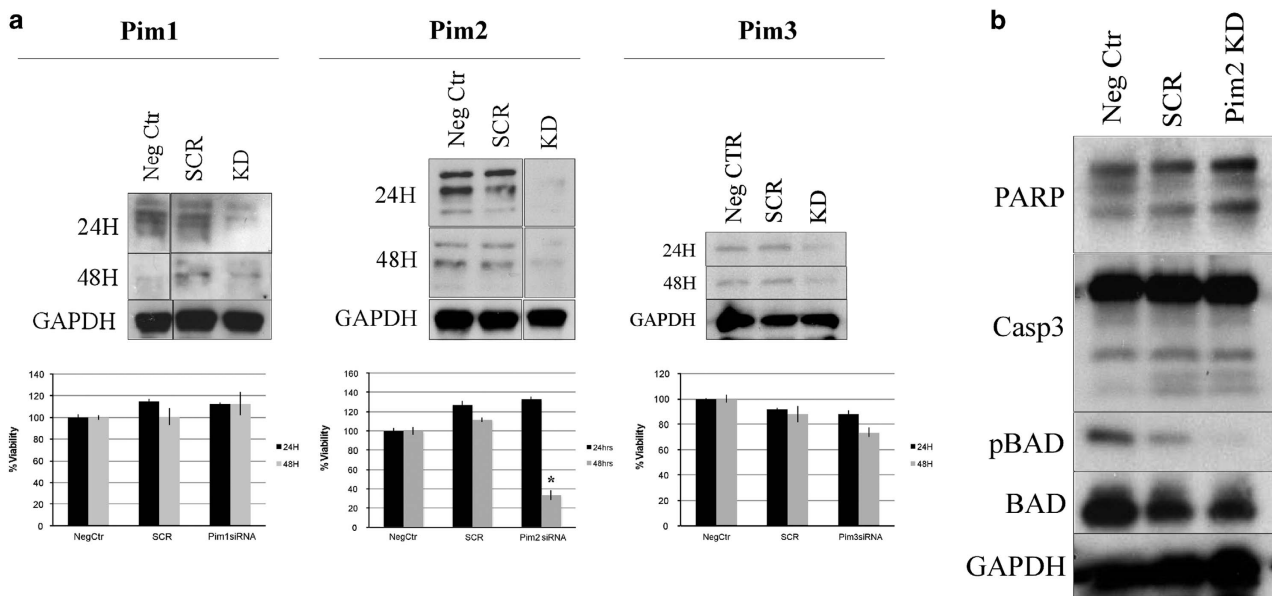 a
Pim1
Neg Ctr
SCR
KD
24H
48H
GAPDH
140
120
100
80
60
40
20
0
% Viability
NegCtr
SCR
Pim1siRNA
24H
48H
Pim2
Neg Ctr
SCR
KD
24H
48H
GAPDH
160
140
120
100
80
60
40
20
0
% Viability
*
NegCtr
SCR
Pim2 siRNA
24hrs
48hrs
Pim3
Neg CTR
SCR
KD
24H
48H
GAPDH
120
100
80
60
40
20
0
% Viability
NegCtr
SCR
Pim3siRNA
24H
48H
b
Neg Ctr
SCR
Pim2 KD
PARP
Casp3
pBAD
BAD
GAPDH